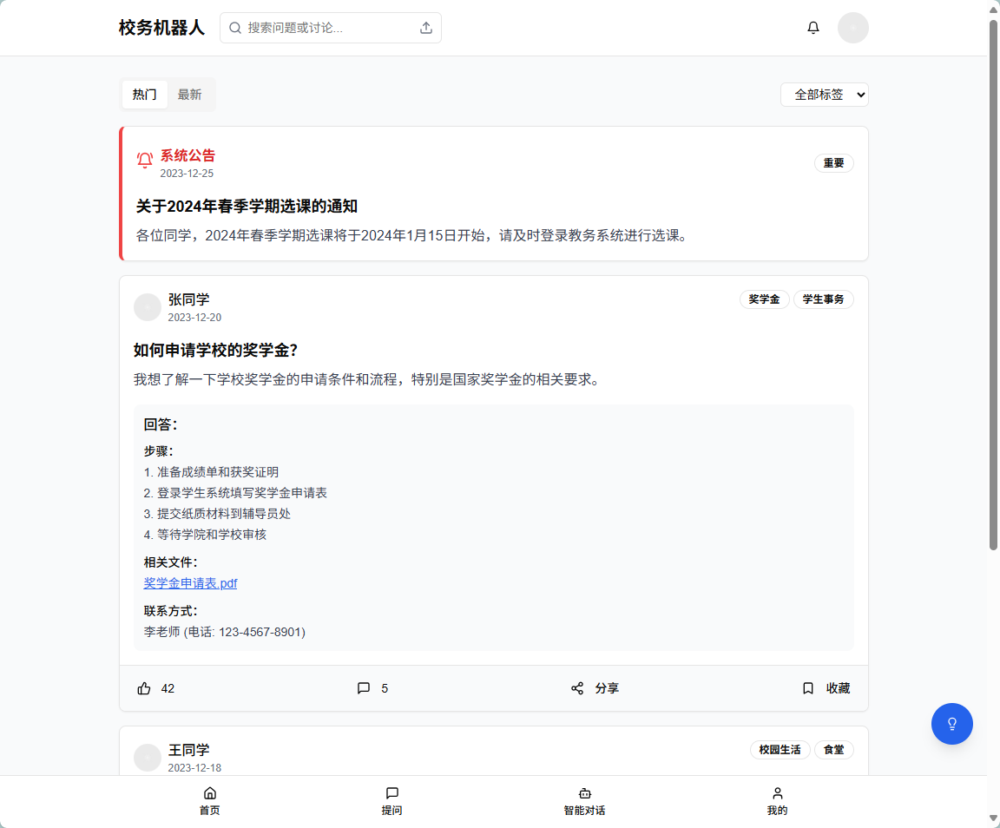 校务机器人
搜索问题或讨论...
热门 最新
全部标签
系统公告
2023-12-25
重要
关于2024年春季学期选课的通知
各位同学，2024年春季学期选课将于2024年1月15日开始，请及时登录教务系统进行选课。
张同学
2023-12-20
奖学金 学生事务
如何申请学校的奖学金？
我想了解一下学校奖学金的申请条件和流程，特别是国家奖学金的相关要求。
回答：
步骤：
1. 准备成绩单和获奖证明
2. 登录学生系统填写奖学金申请表
3. 提交纸质材料到辅导员处
4. 等待学院和学校审核
相关文件：
奖学金申请表.pdf
联系方式：
李老师 (电话: 123-4567-8901)
42 5 分享 收藏
王同学
2023-12-18
校园生活 食堂
首页 提问 智能对话 我的